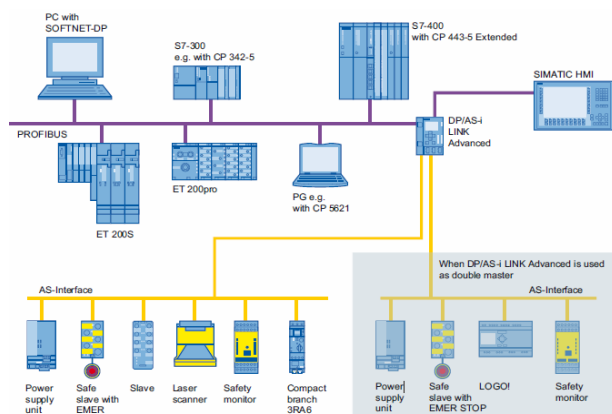 PC with
SOFTNET-DP
S7-300
e.g. with CP 342-5
S7-400
with CP 443-5 Extended
SIMATIC HMI
PROFIBUS
DP/AS-i
LINK
Advanced
ET 200S
ET 200pro
PG e.g.
with CP 5621
When DP/AS-i LINK Advanced is used
as double master
AS-Interface
AS-Interface
Power
supply
unit
Safe
slave with
EMER
Slave
Laser
scanner
Safety
monitor
Compact
branch
3RA6
Power
supply
unit
Safe
slave with
EMER STOP
LOGO!
Safety
monitor